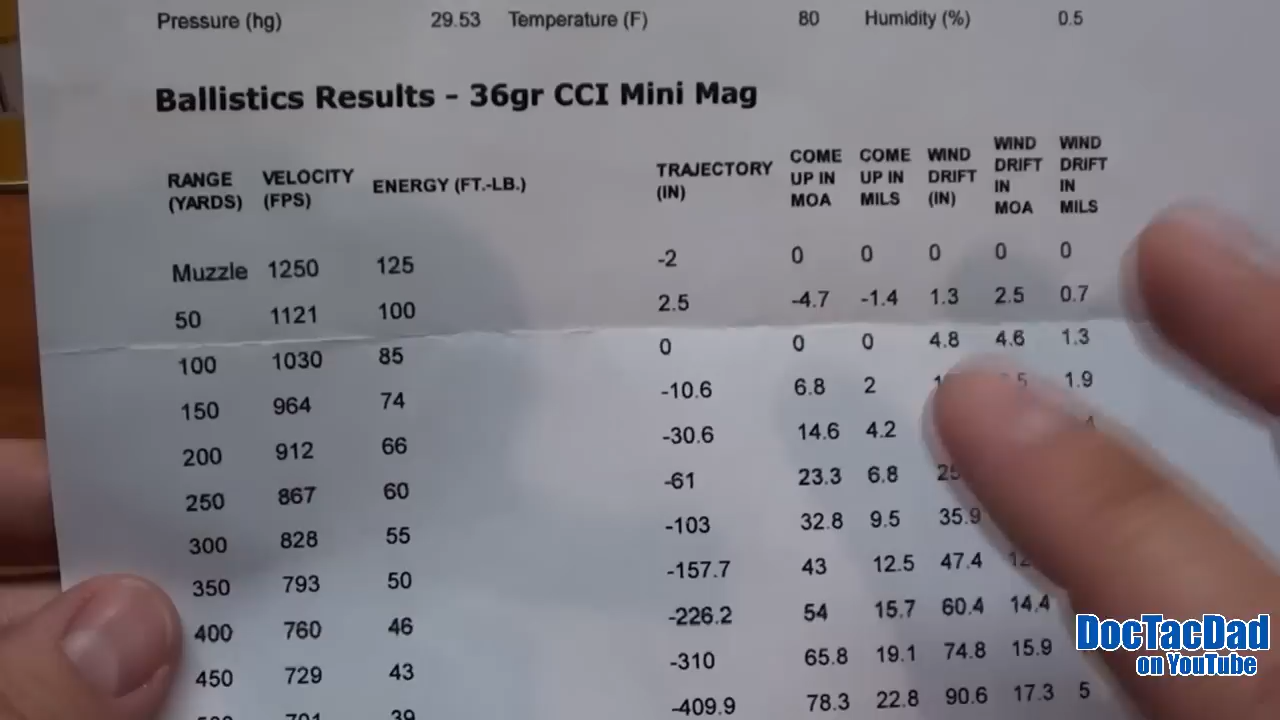 Pressure (hg) 29.53 Temperature (F) 80 Humidity (%) 0.5
Ballistics Results - 36gr CCI Mini Mag
RANGE (YARDS) VELOCITY (FPS) ENERGY (FT.-LB.) TRAJECTORY (IN) COME UP IN MOA COME UP IN MILS WIND DRIFT (IN) WIND DRIFT IN MOA WIND DRIFT IN MILS
Muzzle 1250 125 -2 0 0 0 0 0
50 1121 100 2.5 -4.7 -1.4 1.3 2.5 0.7
100 1030 85 0 0 0 4.8 4.6 1.3
150 964 74 -10.6 6.8 2 1.9
200 912 66 -30.6 14.6 4.2
250 867 60 -61 23.3 6.8
300 828 55 -103 32.8 9.5 35.9
350 793 50 -157.7 43 12.5 47.4
400 760 46 -226.2 54 15.7 60.4 14.4
450 729 43 -310 65.8 19.1 74.8 15.9
701 39 -409.9 78.3 22.8 90.6 17.3 5
DocTacDad
on YouTube